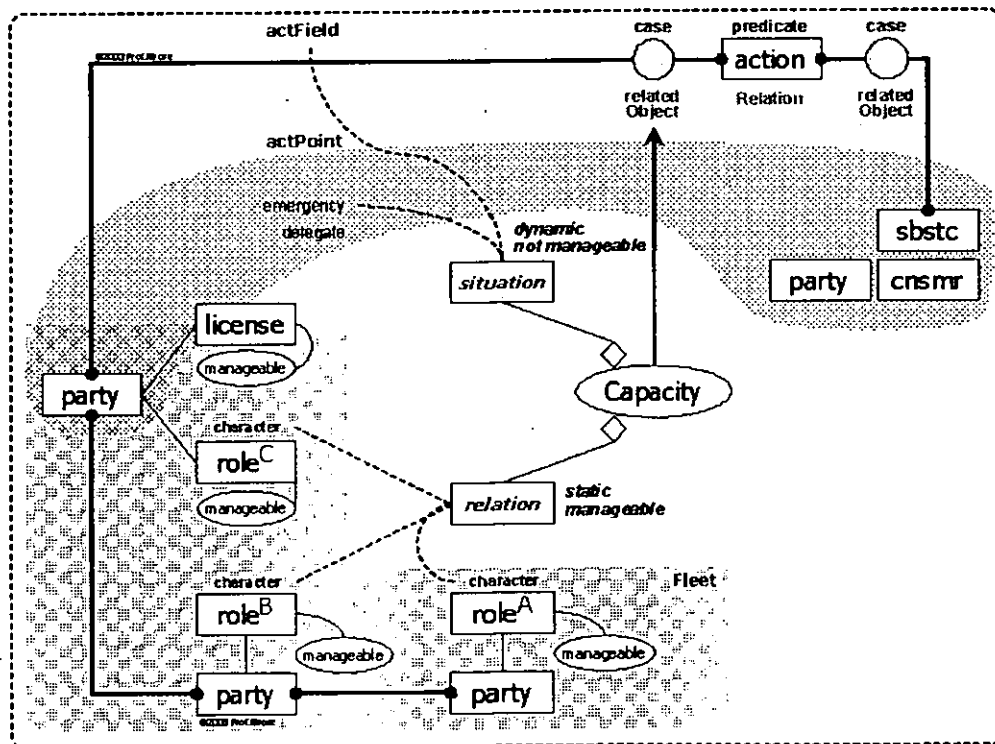 actField
case
predicate
case
action
related
Object
Relation
related
Object
actPoint
emergency
delegate
dynamic
not manageable
situation
sbstc
party
cnsmr
license
manageable
party
Capacity
character
role C
manageable
relation
static
manageable
character
character
Fleet
role B
role A
manageable
manageable
party
party